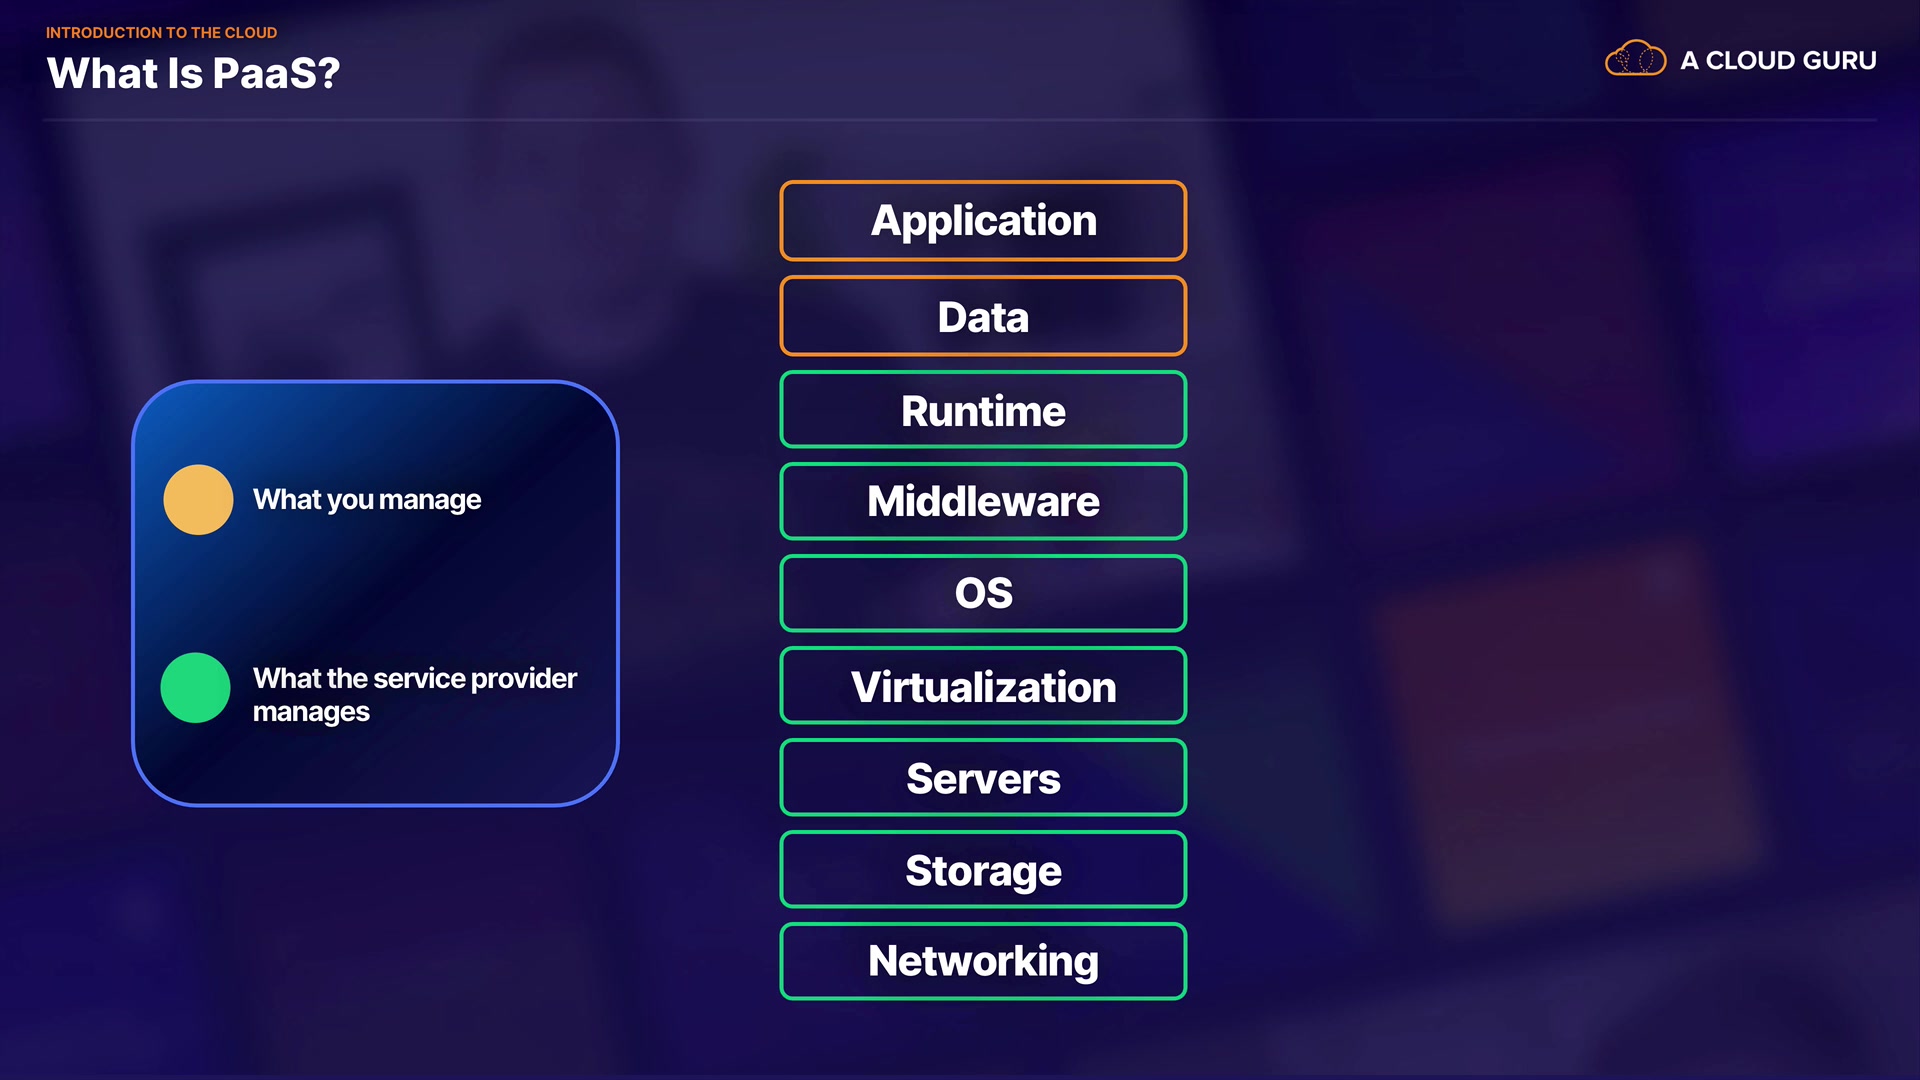 INTRODUCTION TO THE CLOUD
What Is PaaS?
A CLOUD GURU
Application
Data
Runtime
Middleware
OS
Virtualization
Servers
Storage
Networking
What you manage
What the service provider
manages